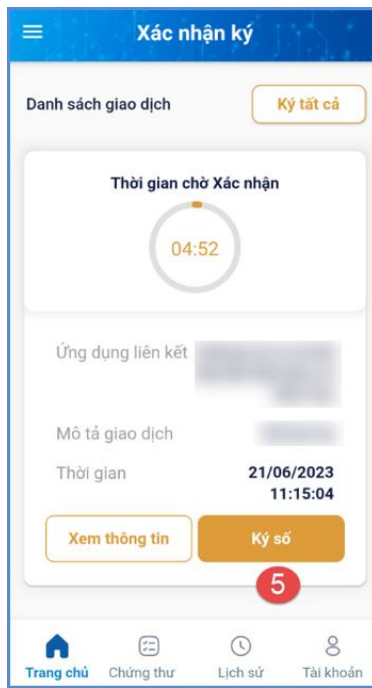 Xác nhận ký
Danh sách giao dịch
Ký tất cả
Thời gian chờ Xác nhận
04:52
Ứng dụng liên kết
Mô tả giao dịch
Thời gian
21/06/2023
11:15:04
Xem thông tin
Ký số
5
Trang chủ
Chứng thư
Lịch sử
Tài khoản